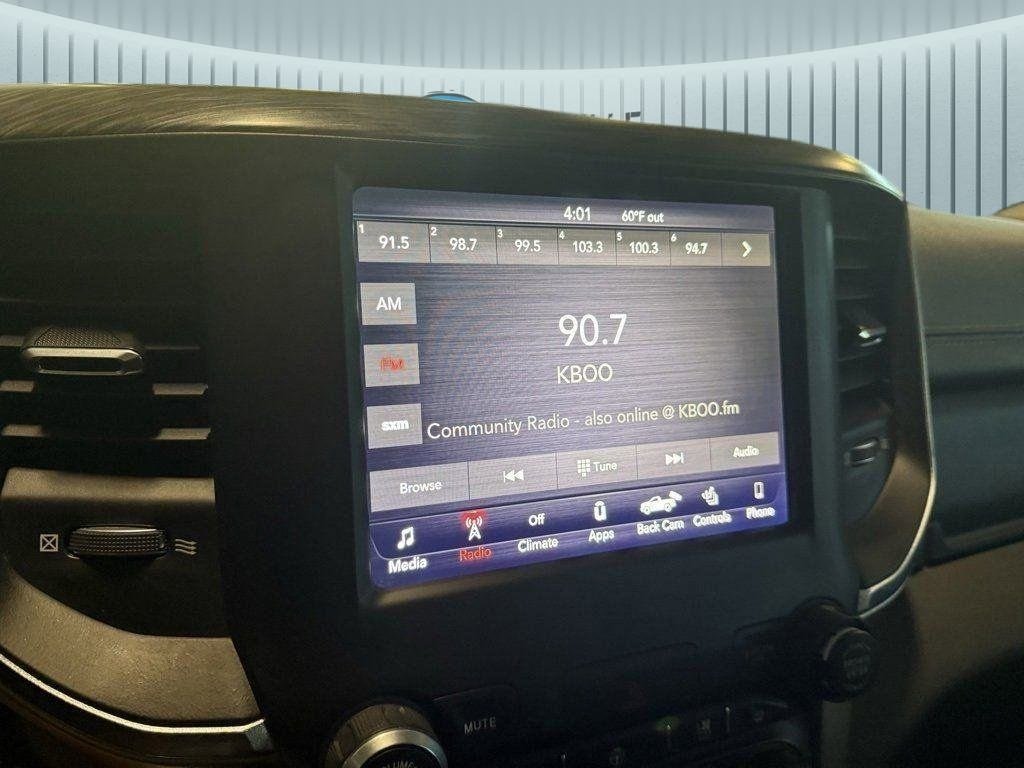 4:01 60°F out
1 91.5 2 98.7 3 99.5 4 103.3 5 100.3 6 94.7
AM
90.7
FM
KBOO
sxm
Community Radio - also online @ KBOO.fm
Browse Tune Audio
Off
Media Radio Climate Apps Back Cam Controls Phone
MUTE